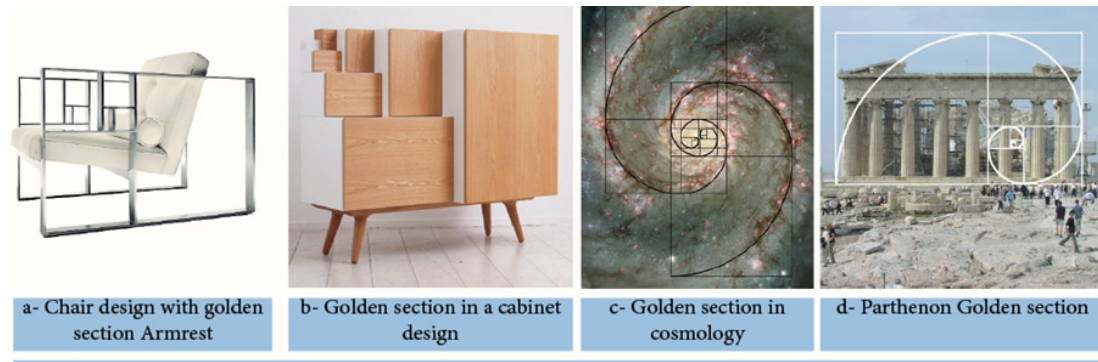 a- Chair design with golden
section Armrest
b- Golden section in a cabinet
design
c- Golden section in
cosmology
d- Parthenon Golden section